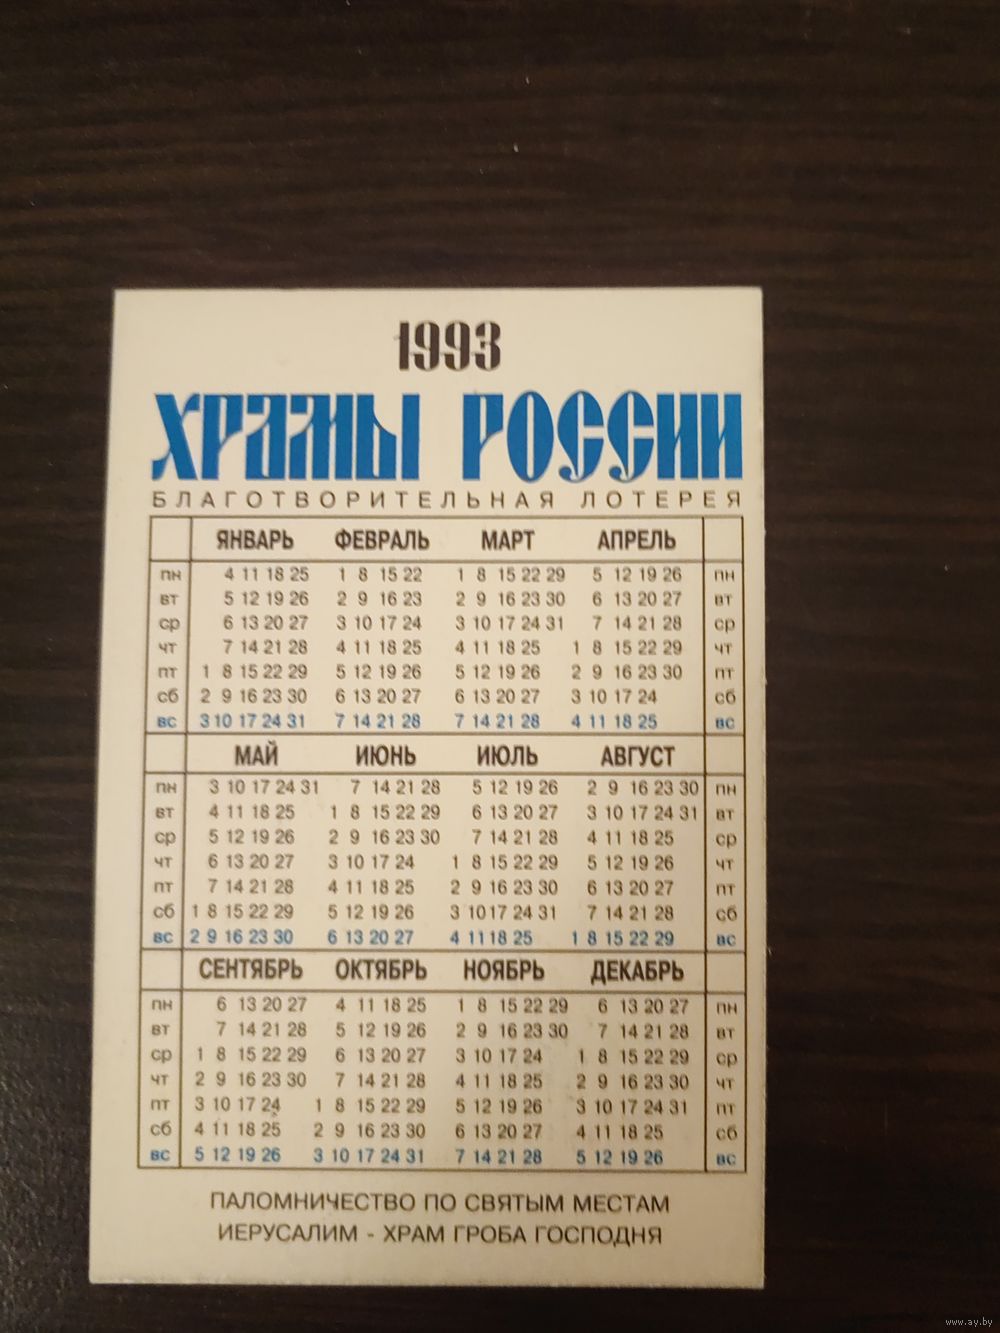 1993
ХРАМЫ РОССИИ
БЛАГОТВОРИТЕЛЬНАЯ ЛОТЕРЕЯ
ЯНВАРЬ ФЕВРАЛЬ МАРТ АПРЕЛЬ
пн 4 11 18 25 1 8 15 22 1 8 15 22 29 5 12 19 26 пн
вт 5 12 19 26 2 9 16 23 2 9 16 23 30 6 13 20 27 вт
ср 6 13 20 27 3 10 17 24 3 10 17 24 31 7 14 21 28 ср
чт 7 14 21 28 4 11 18 25 4 11 18 25 1 8 15 22 29 чт
пт 1 8 15 22 29 5 12 19 26 5 12 19 26 2 9 16 23 30 пт
сб 2 9 16 23 30 6 13 20 27 6 13 20 27 3 10 17 24 сб
вс 3 10 17 24 31 7 14 21 28 7 14 21 28 4 11 18 25 вс
МАЙ ИЮНЬ ИЮЛЬ АВГУСТ
пн 3 10 17 24 31 7 14 21 28 5 12 19 26 2 9 16 23 30 пн
вт 4 11 18 25 1 8 15 22 29 6 13 20 27 3 10 17 24 31 вт
ср 5 12 19 26 2 9 16 23 30 7 14 21 28 4 11 18 25 ср
чт 6 13 20 27 3 10 17 24 1 8 15 22 29 5 12 19 26 чт
пт 7 14 21 28 4 11 18 25 2 9 16 23 30 6 13 20 27 пт
сб 1 8 15 22 29 5 12 19 26 3 10 17 24 31 7 14 21 28 сб
вс 2 9 16 23 30 6 13 20 27 4 11 18 25 1 8 15 22 29 вс
СЕНТЯБРЬ ОКТЯБРЬ НОЯБРЬ ДЕКАБРЬ
пн 6 13 20 27 4 11 18 25 1 8 15 22 29 6 13 20 27 пн
вт 7 14 21 28 5 12 19 26 2 9 16 23 30 7 14 21 28 вт
ср 1 8 15 22 29 6 13 20 27 3 10 17 24 1 8 15 22 29 ср
чт 2 9 16 23 30 7 14 21 28 4 11 18 25 2 9 16 23 30 чт
пт 3 10 17 24 1 8 15 22 29 5 12 19 26 3 10 17 24 31 пт
сб 4 11 18 25 2 9 16 23 30 6 13 20 27 4 11 18 25 сб
вс 5 12 19 26 3 10 17 24 31 7 14 21 28 5 12 19 26 вс
ПАЛОМНИЧЕСТВО ПО СВЯТЫМ МЕСТАМ
ИЕРУСАЛИМ - ХРАМ ГРОБА ГОСПОДНЯ
www.ay.by